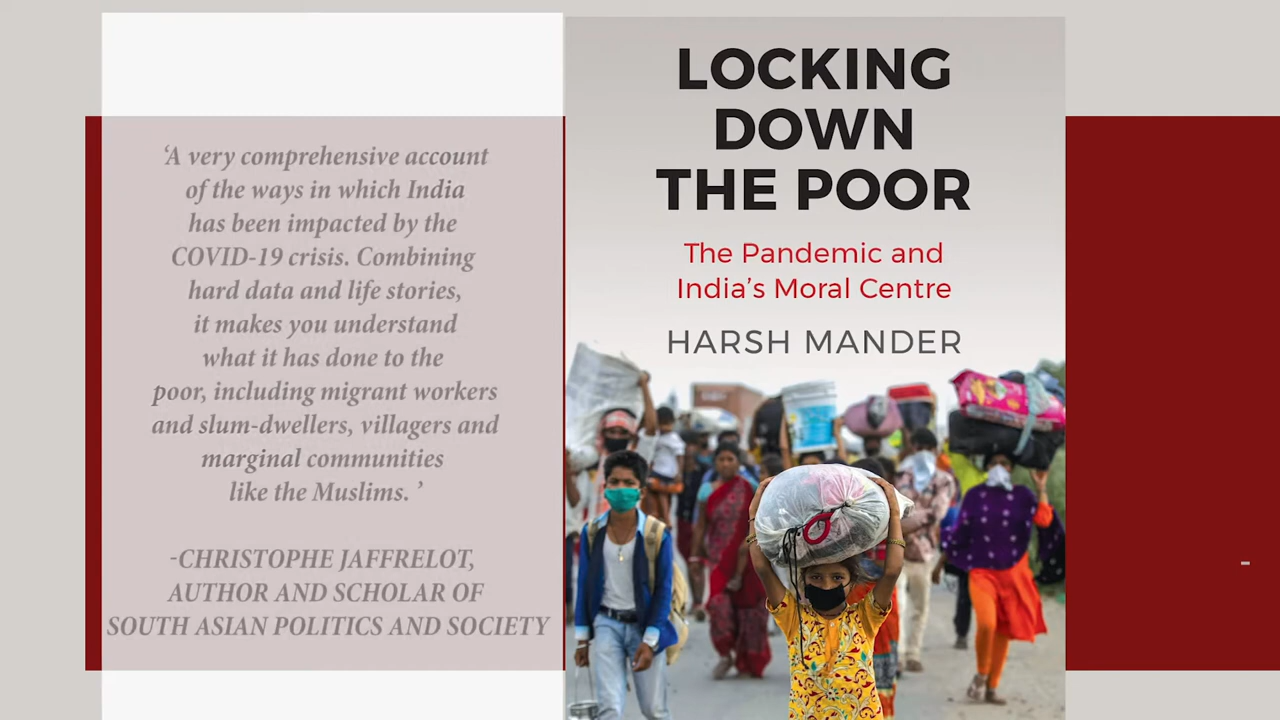 ‘A very comprehensive account
of the ways in which India
has been impacted by the
COVID-19 crisis. Combining
hard data and life stories,
it makes you understand
what it has done to the
poor, including migrant workers
and slum-dwellers, villagers and
marginal communities
like the Muslims. ’
-CHRISTOPHE JAFFRELOT,
AUTHOR AND SCHOLAR OF
SOUTH ASIAN POLITICS AND SOCIETY
LOCKING
DOWN
THE POOR
The Pandemic and
India’s Moral Centre
HARSH MANDER